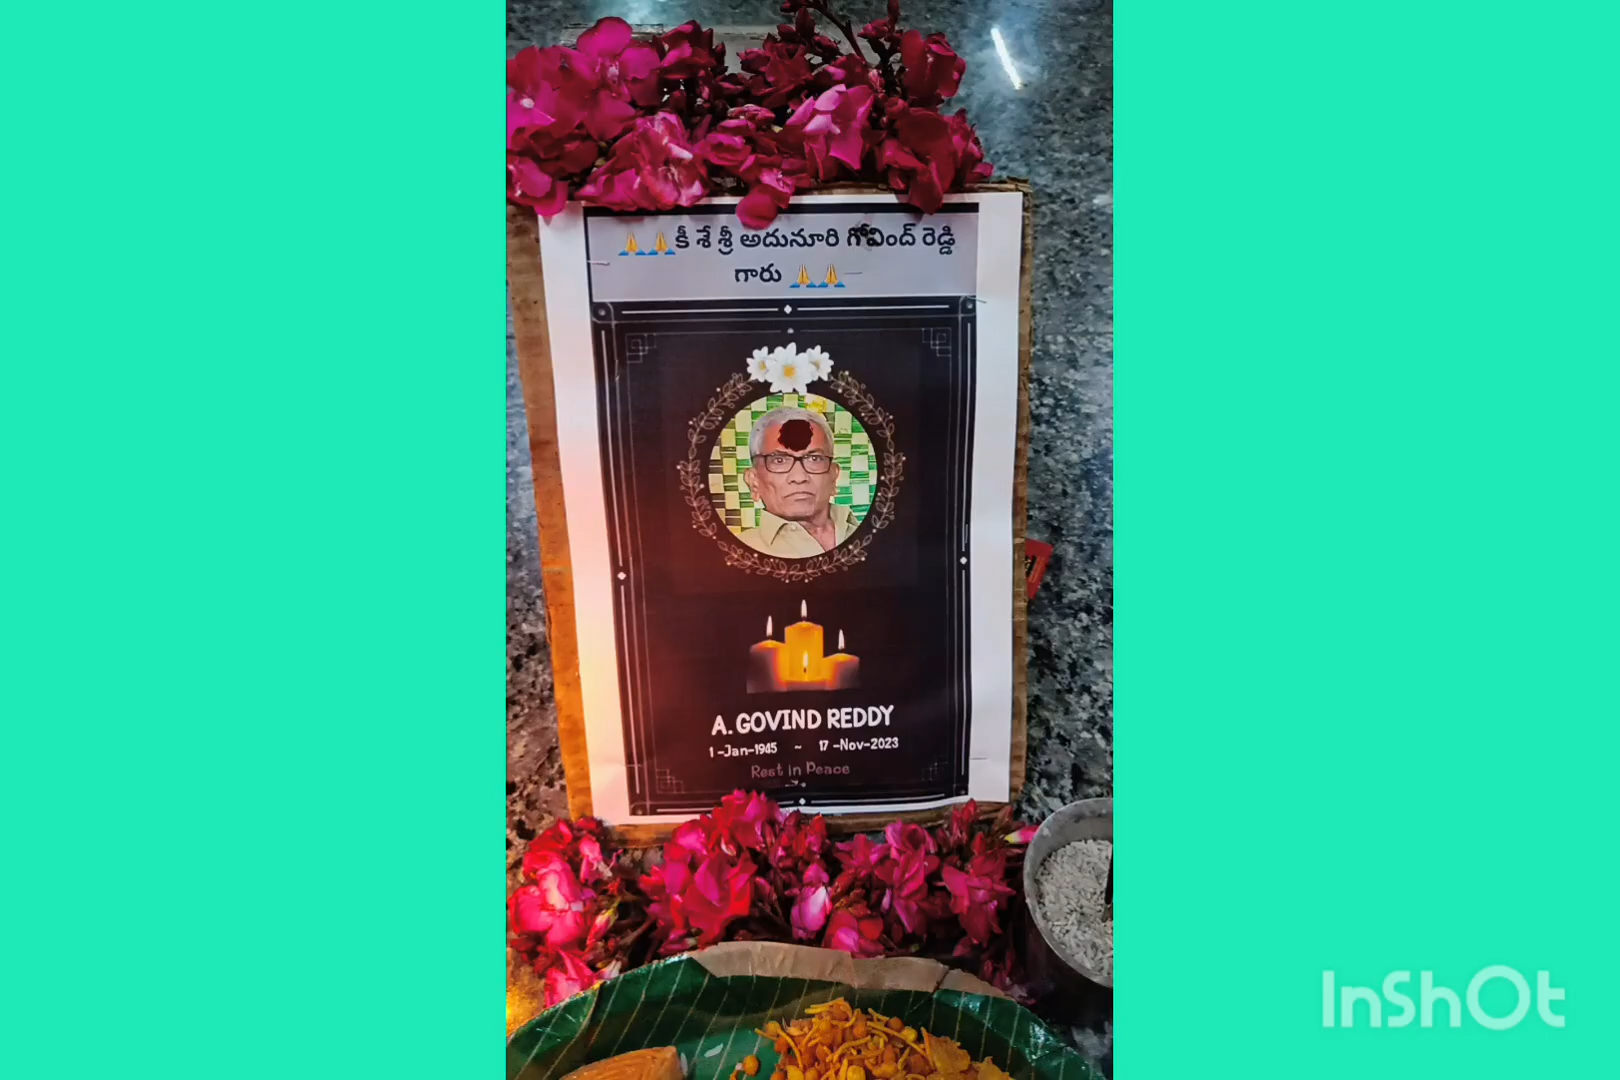 🙏🙏కీ శే శ్రీ అదునూరి గోవింద్ రెడ్డి
గారు 🙏🙏
A. GOVIND REDDY
1-Jan-1945 ~ 17-Nov-2023
Rest in Peace
InShOt